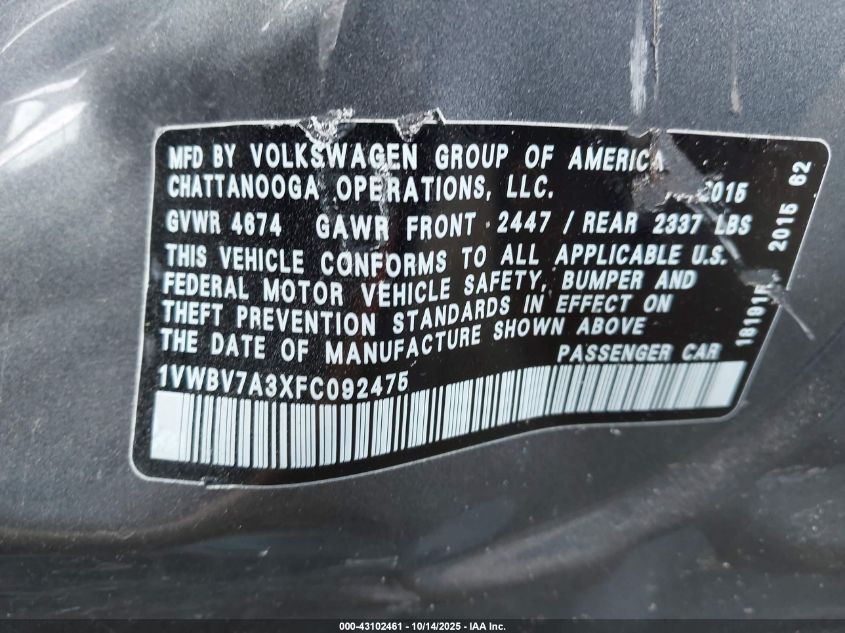 MFD BY VOLKSWAGEN GROUP OF AMERICA
CHATTANOOGA OPERATIONS, LLC. 2015
GVWR 4674 GAWR FRONT 2447 / REAR 2337 LBS
THIS VEHICLE CONFORMS TO ALL APPLICABLE U.S.
FEDERAL MOTOR VEHICLE SAFETY, BUMPER AND
THEFT PREVENTION STANDARDS IN EFFECT ON
THE DATE OF MANUFACTURE SHOWN ABOVE
PASSENGER CAR
1VWBV7A3XFC092475
2015 62
000-43102461 - 10/14/2025 - IAA Inc.